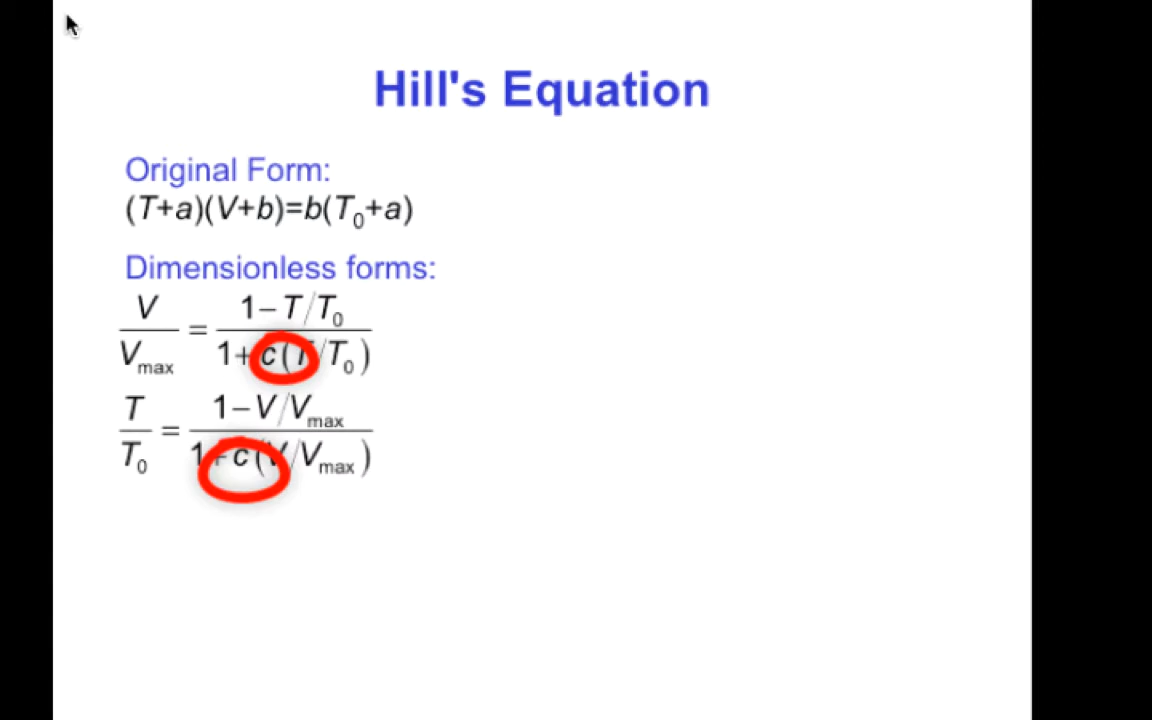 Hill's Equation
Original Form:
(T+a)(V+b)=b(T₀+a)
Dimensionless forms:
V/Vmax = (1−T/T₀)/(1+c(T/T₀))
T/T₀ = (1−V/Vmax)/(1+c(V/Vmax))